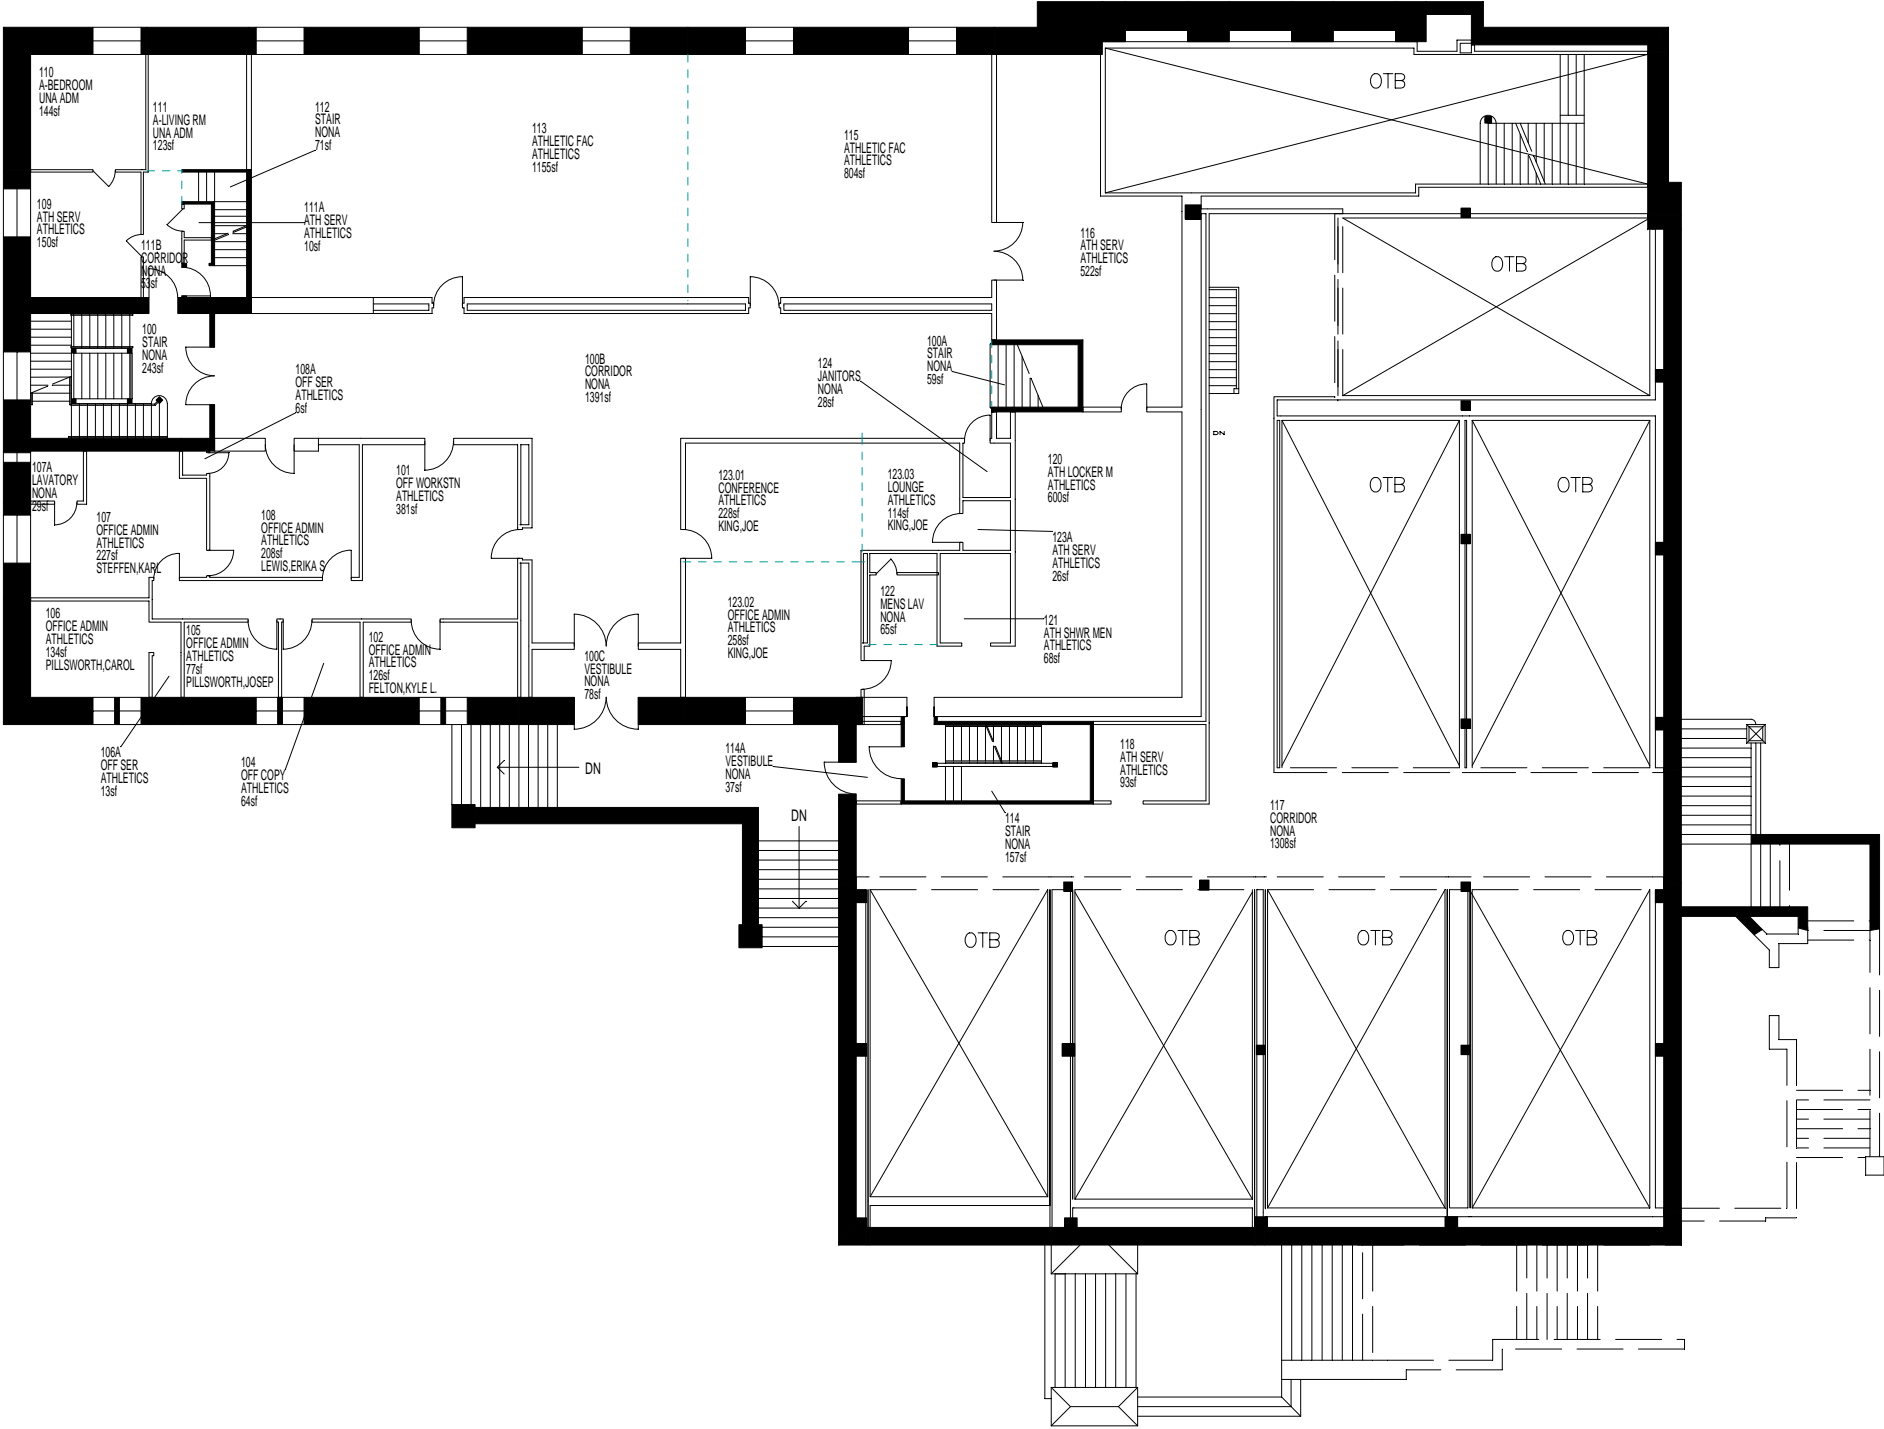 110
A-BEDROOM
UNA ADM
144sf
111
A-LIVING RM
UNA ADM
123sf
112
STAIR
NONA
71sf
113
ATHLETIC FAC
ATHLETICS
1155sf
115
ATHLETIC FAC
ATHLETICS
804sf
OTB
109
ATH SERV
ATHLETICS
150sf
111B
CORRIDOR
NONA
53sf
111A
ATH SERV
ATHLETICS
10sf
116
ATH SERV
ATHLETICS
522sf
OTB
100
STAIR
NONA
243sf
108A
OFF SER
ATHLETICS
6sf
100B
CORRIDOR
NONA
1391sf
124
JANITORS
NONA
28sf
100A
STAIR
NONA
59sf
DN
107A
LAVATORY
NONA
29sf
107
OFFICE ADMIN
ATHLETICS
227sf
STEFFEN,KARL
108
OFFICE ADMIN
ATHLETICS
208sf
LEWIS,ERIKA S
101
OFF WORKSTN
ATHLETICS
381sf
123.01
CONFERENCE
ATHLETICS
228sf
KING,JOE
123.03
LOUNGE
ATHLETICS
114sf
KING,JOE
120
ATH LOCKER M
ATHLETICS
600sf
OTB
OTB
123A
ATH SERV
ATHLETICS
26sf
106
OFFICE ADMIN
ATHLETICS
134sf
PILLSWORTH,CAROL
105
OFFICE ADMIN
ATHLETICS
77sf
PILLSWORTH,JOSEP
102
OFFICE ADMIN
ATHLETICS
126sf
FELTON,KYLE L.
100C
VESTIBULE
NONA
78sf
123.02
OFFICE ADMIN
ATHLETICS
258sf
KING,JOE
122
MENS LAV
NONA
65sf
121
ATH SHWR MEN
ATHLETICS
68sf
106A
OFF SER
ATHLETICS
13sf
104
OFF COPY
ATHLETICS
64sf
DN
114A
VESTIBULE
NONA
37sf
118
ATH SERV
ATHLETICS
93sf
DN
114
STAIR
NONA
157sf
117
CORRIDOR
NONA
1308sf
OTB
OTB
OTB
OTB